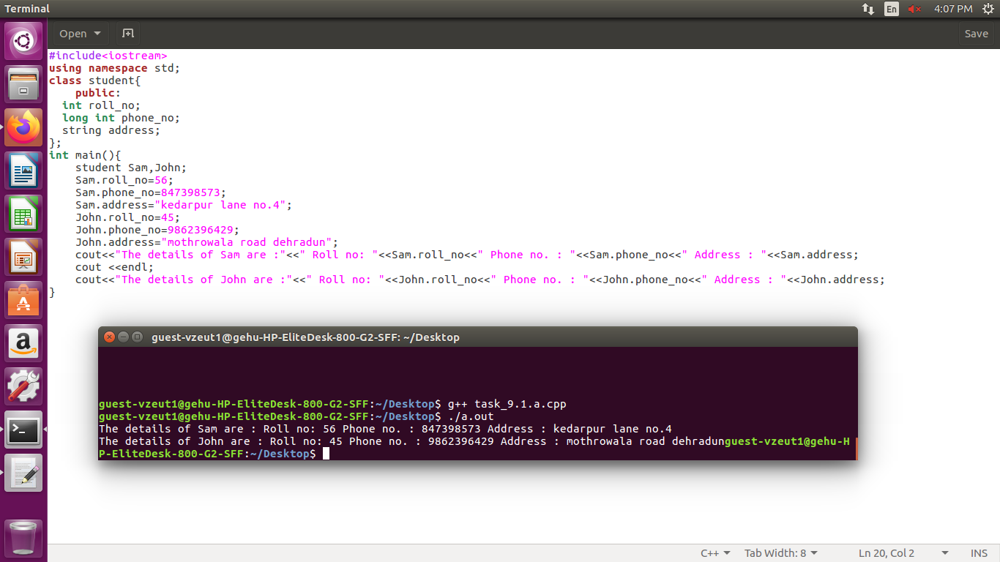 Terminal
En
4:07 PM
Open
Save
#include<iostream>
using namespace std;
class student{
    public:
  int roll_no;
  long int phone_no;
  string address;
};
int main(){
    student Sam,John;
    Sam.roll_no=56;
    Sam.phone_no=847398573;
    Sam.address="kedarpur lane no.4";
    John.roll_no=45;
    John.phone_no=9862396429;
    John.address="mothrowala road dehradun";
    cout<<"The details of Sam are :"<<" Roll no: "<<Sam.roll_no<<" Phone no. : "<<Sam.phone_no<<" Address : "<<Sam.address;
    cout <<endl;
    cout<<"The details of John are :"<<" Roll no: "<<John.roll_no<<" Phone no. : "<<John.phone_no<<" Address : "<<John.address;
}
guest-vzeut1@gehu-HP-EliteDesk-800-G2-SFF: ~/Desktop
guest-vzeut1@gehu-HP-EliteDesk-800-G2-SFF:~/Desktop$ g++ task_9.1.a.cpp
guest-vzeut1@gehu-HP-EliteDesk-800-G2-SFF:~/Desktop$ ./a.out
The details of Sam are : Roll no: 56 Phone no. : 847398573 Address : kedarpur lane no.4
The details of John are : Roll no: 45 Phone no. : 9862396429 Address : mothrowala road dehradunguest-vzeut1@gehu-H
P-EliteDesk-800-G2-SFF:~/Desktop$
C++
Tab Width: 8
Ln 20, Col 2
INS